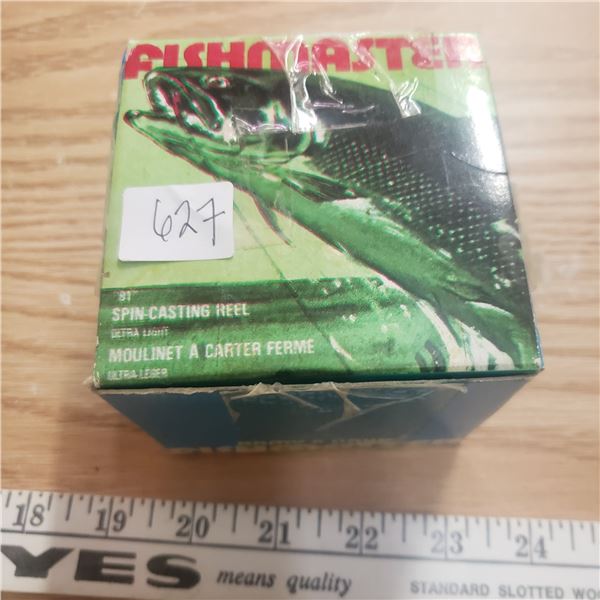 FISHMASTER
627
81
SPIN-CASTING REEL
ULTRA LIGHT
MOULINET A CARTER FERME
ULTRA LEGER
18 19 20 21 22 23 24
YES means quality STANDARD SLOTTED WO